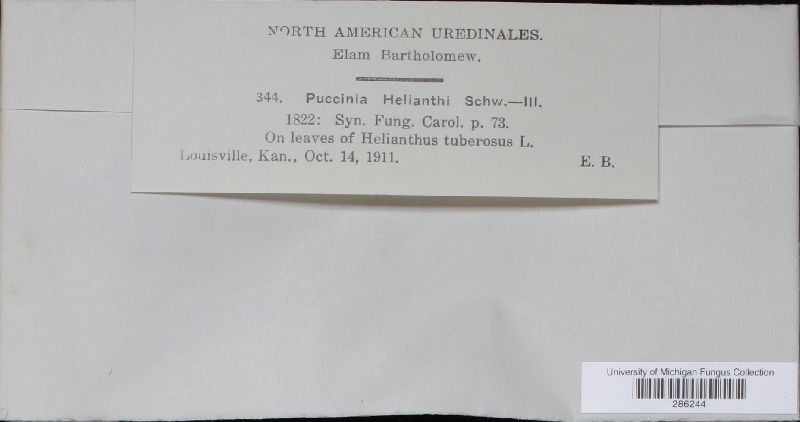 NORTH AMERICAN UREDINALES.
Elam Bartholomew.
344. Puccinia Helianthi Schw.—III.
1822: Syn. Fung. Carol. p. 73.
On leaves of Helianthus tuberosus L.
Louisville, Kan., Oct. 14, 1911. E. B.
University of Michigan Fungus Collection
286244